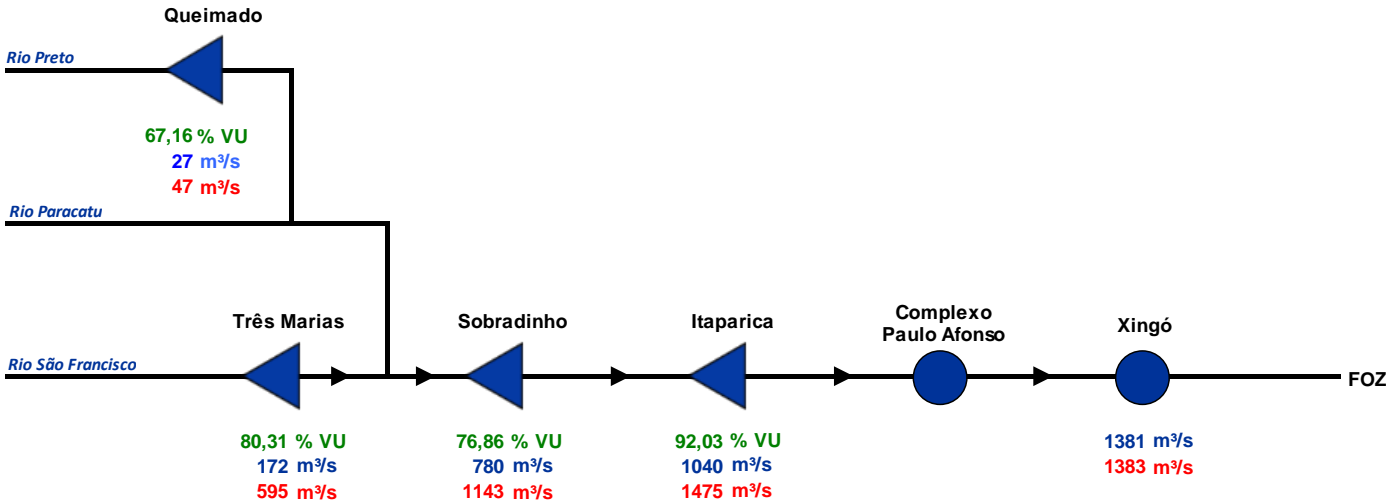 Queimado
Rio Preto
67,16 % VU
27 m³/s
47 m³/s
Rio Paracatu
Três Marias
Sobradinho
Itaparica
Complexo
Paulo Afonso
Xingó
Rio São Francisco
FOZ
80,31 % VU
172 m³/s
595 m³/s
76,86 % VU
780 m³/s
1143 m³/s
92,03 % VU
1040 m³/s
1475 m³/s
1381 m³/s
1383 m³/s